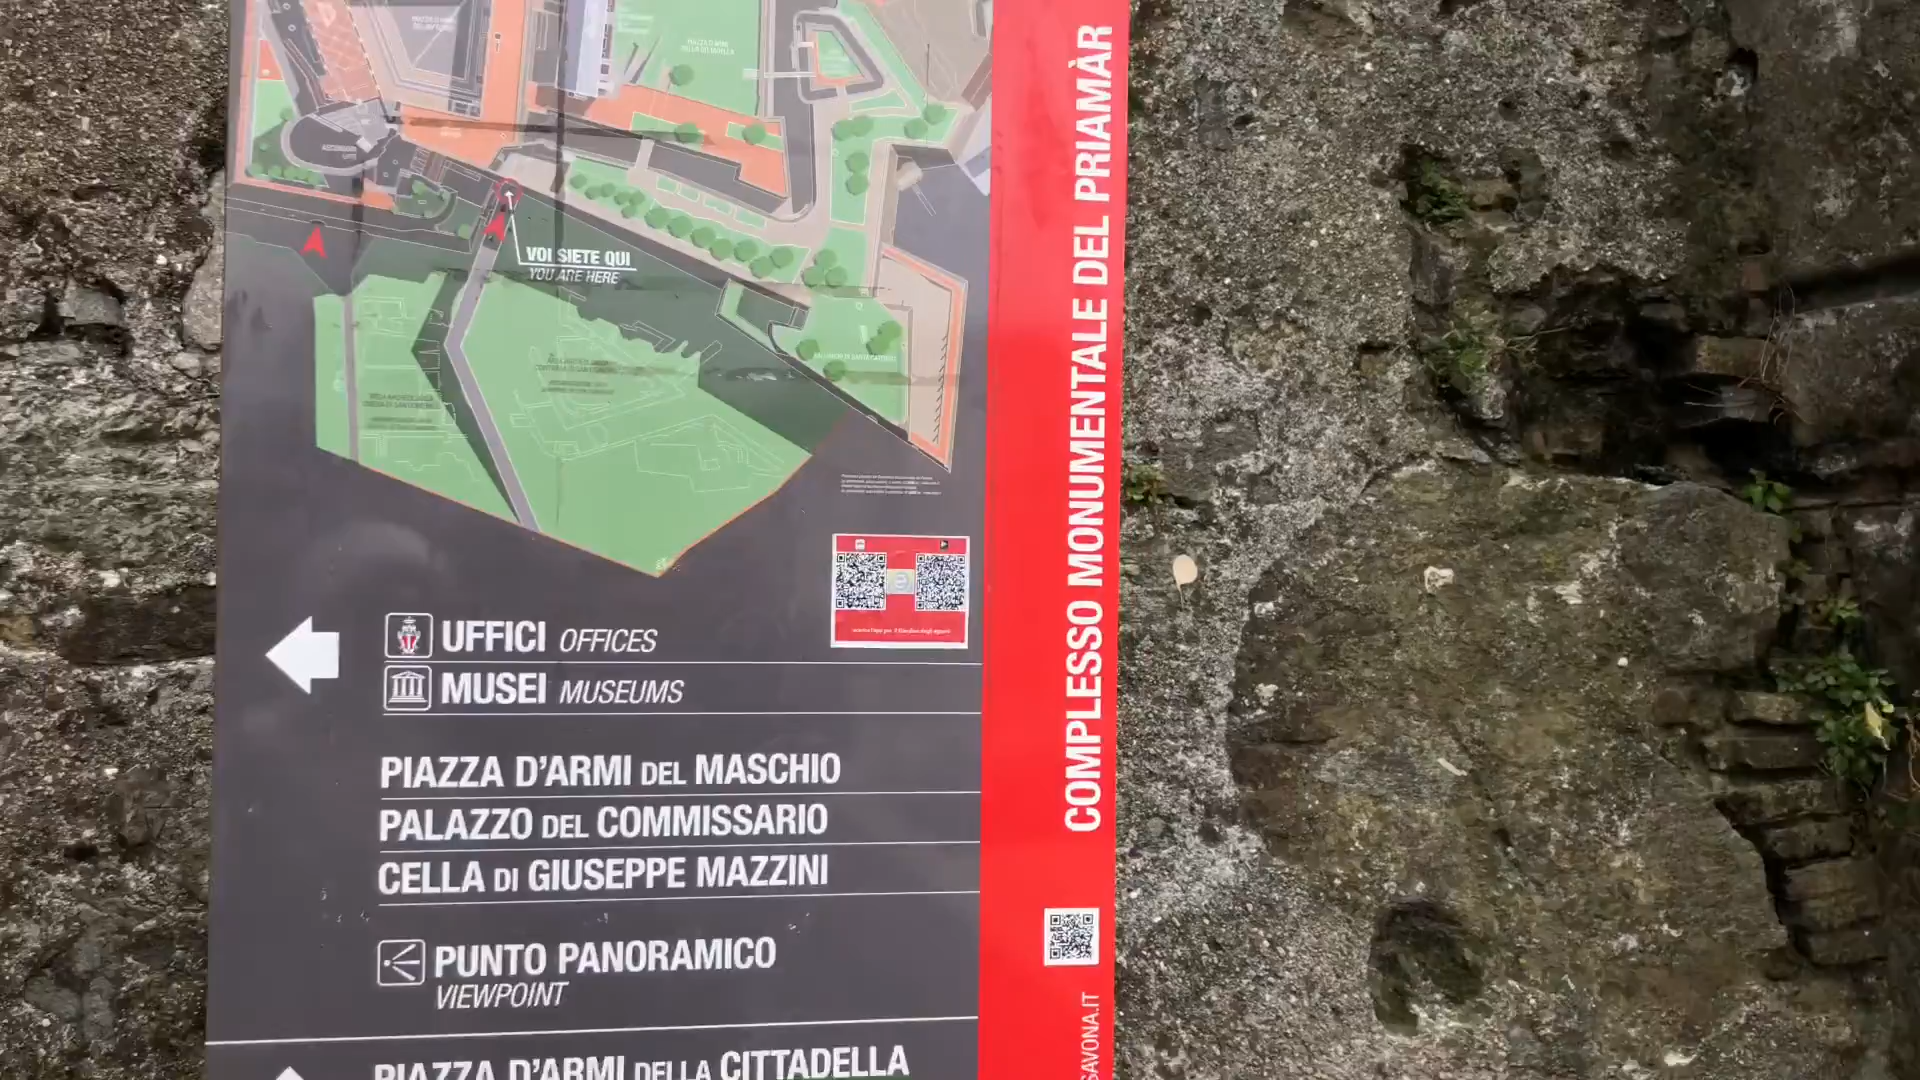 VOI SIETE QUI
YOU ARE HERE
UFFICI OFFICES
MUSEI MUSEUMS
PIAZZA D'ARMI DEL MASCHIO
PALAZZO DEL COMMISSARIO
CELLA DI GIUSEPPE MAZZINI
PUNTO PANORAMICO
VIEWPOINT
PIAZZA D'ARMI DELLA CITTADELLA
COMPLESSO MONUMENTALE DEL PRIAMÀR
SAVONA.IT